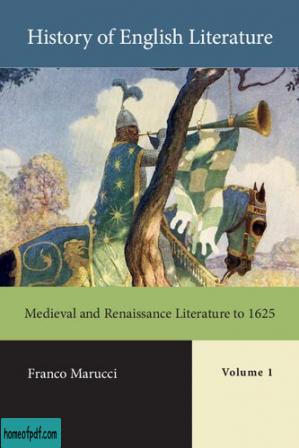 History of English Literature
Medieval and Renaissance Literature to 1625
Franco Marucci
Volume 1
homeofpdf.com